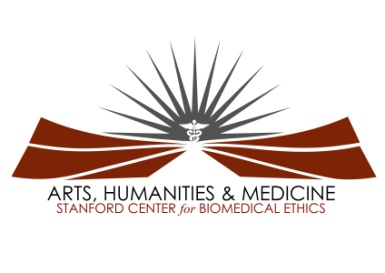 ARTS, HUMANITIES & MEDICINE
STANFORD CENTER for BIOMEDICAL ETHICS